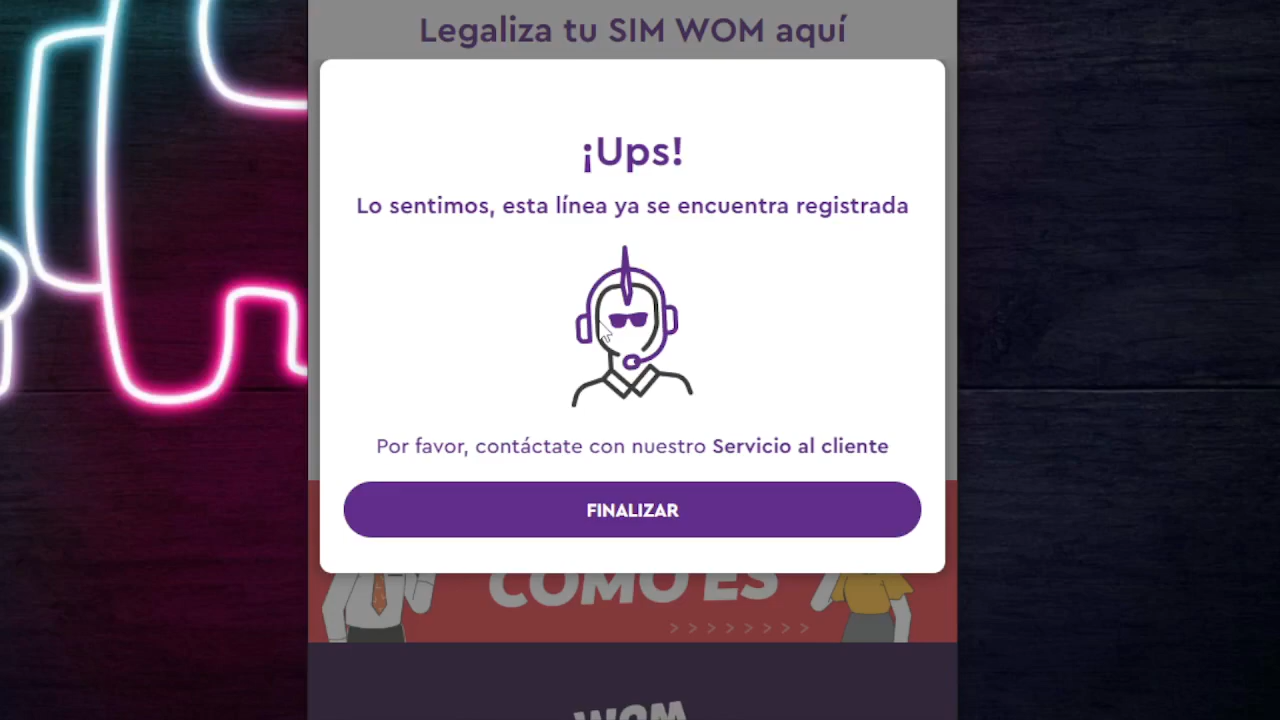 Legaliza tu SIM WOM aquí
¡Ups!
Lo sentimos, esta línea ya se encuentra registrada
Por favor, contáctate con nuestro Servicio al cliente
FINALIZAR
COMO ES
>>>>>>>>
WOM